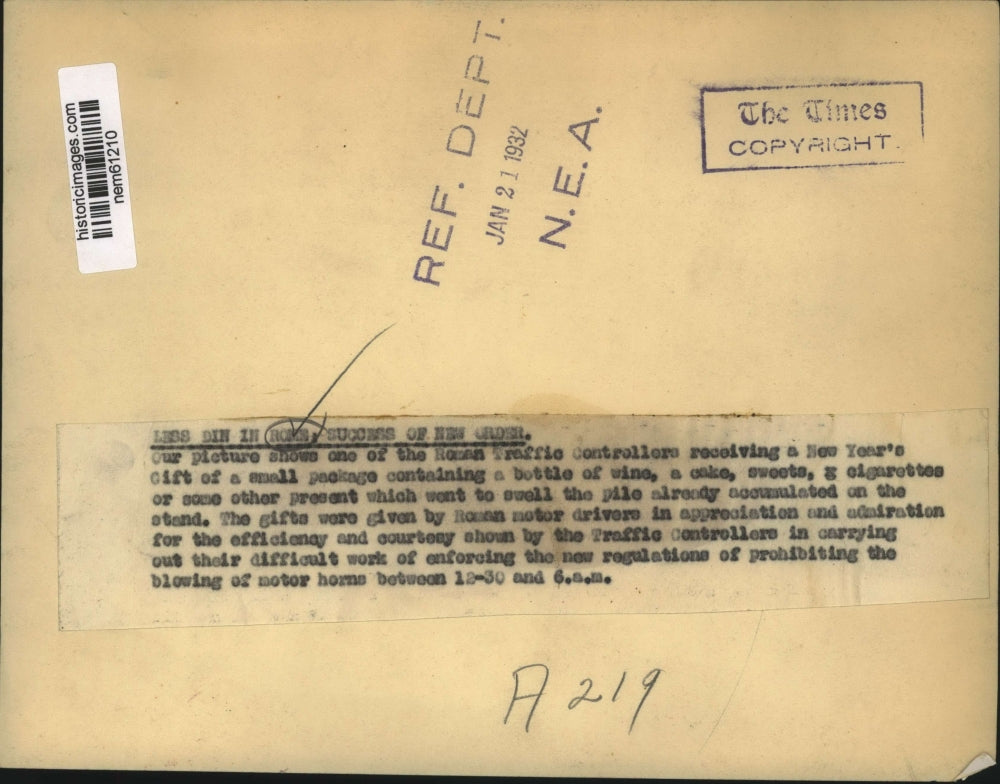 historicimages.com
nem61210
REF. DEPT.
JAN 21 1932
N.E.A.
The Times
COPYRIGHT.
LESS DIN IN ROME, SUCCESS OF NEW ORDER.
Our picture shows one of the Roman Traffic Controllers receiving a New Year's
Gift of a small package containing a bottle of wine, a cake, sweets, x cigarettes
or some other present which went to swell the pile already accumulated on the
stand. The gifts were given by Roman motor drivers in appreciation and admiration
for the efficiency and courtesy shown by the Traffic Controllers in carrying
out their difficult work of enforcing the new regulations of prohibiting the
blowing of motor horns between 12-30 and 6.a.m.
A 219